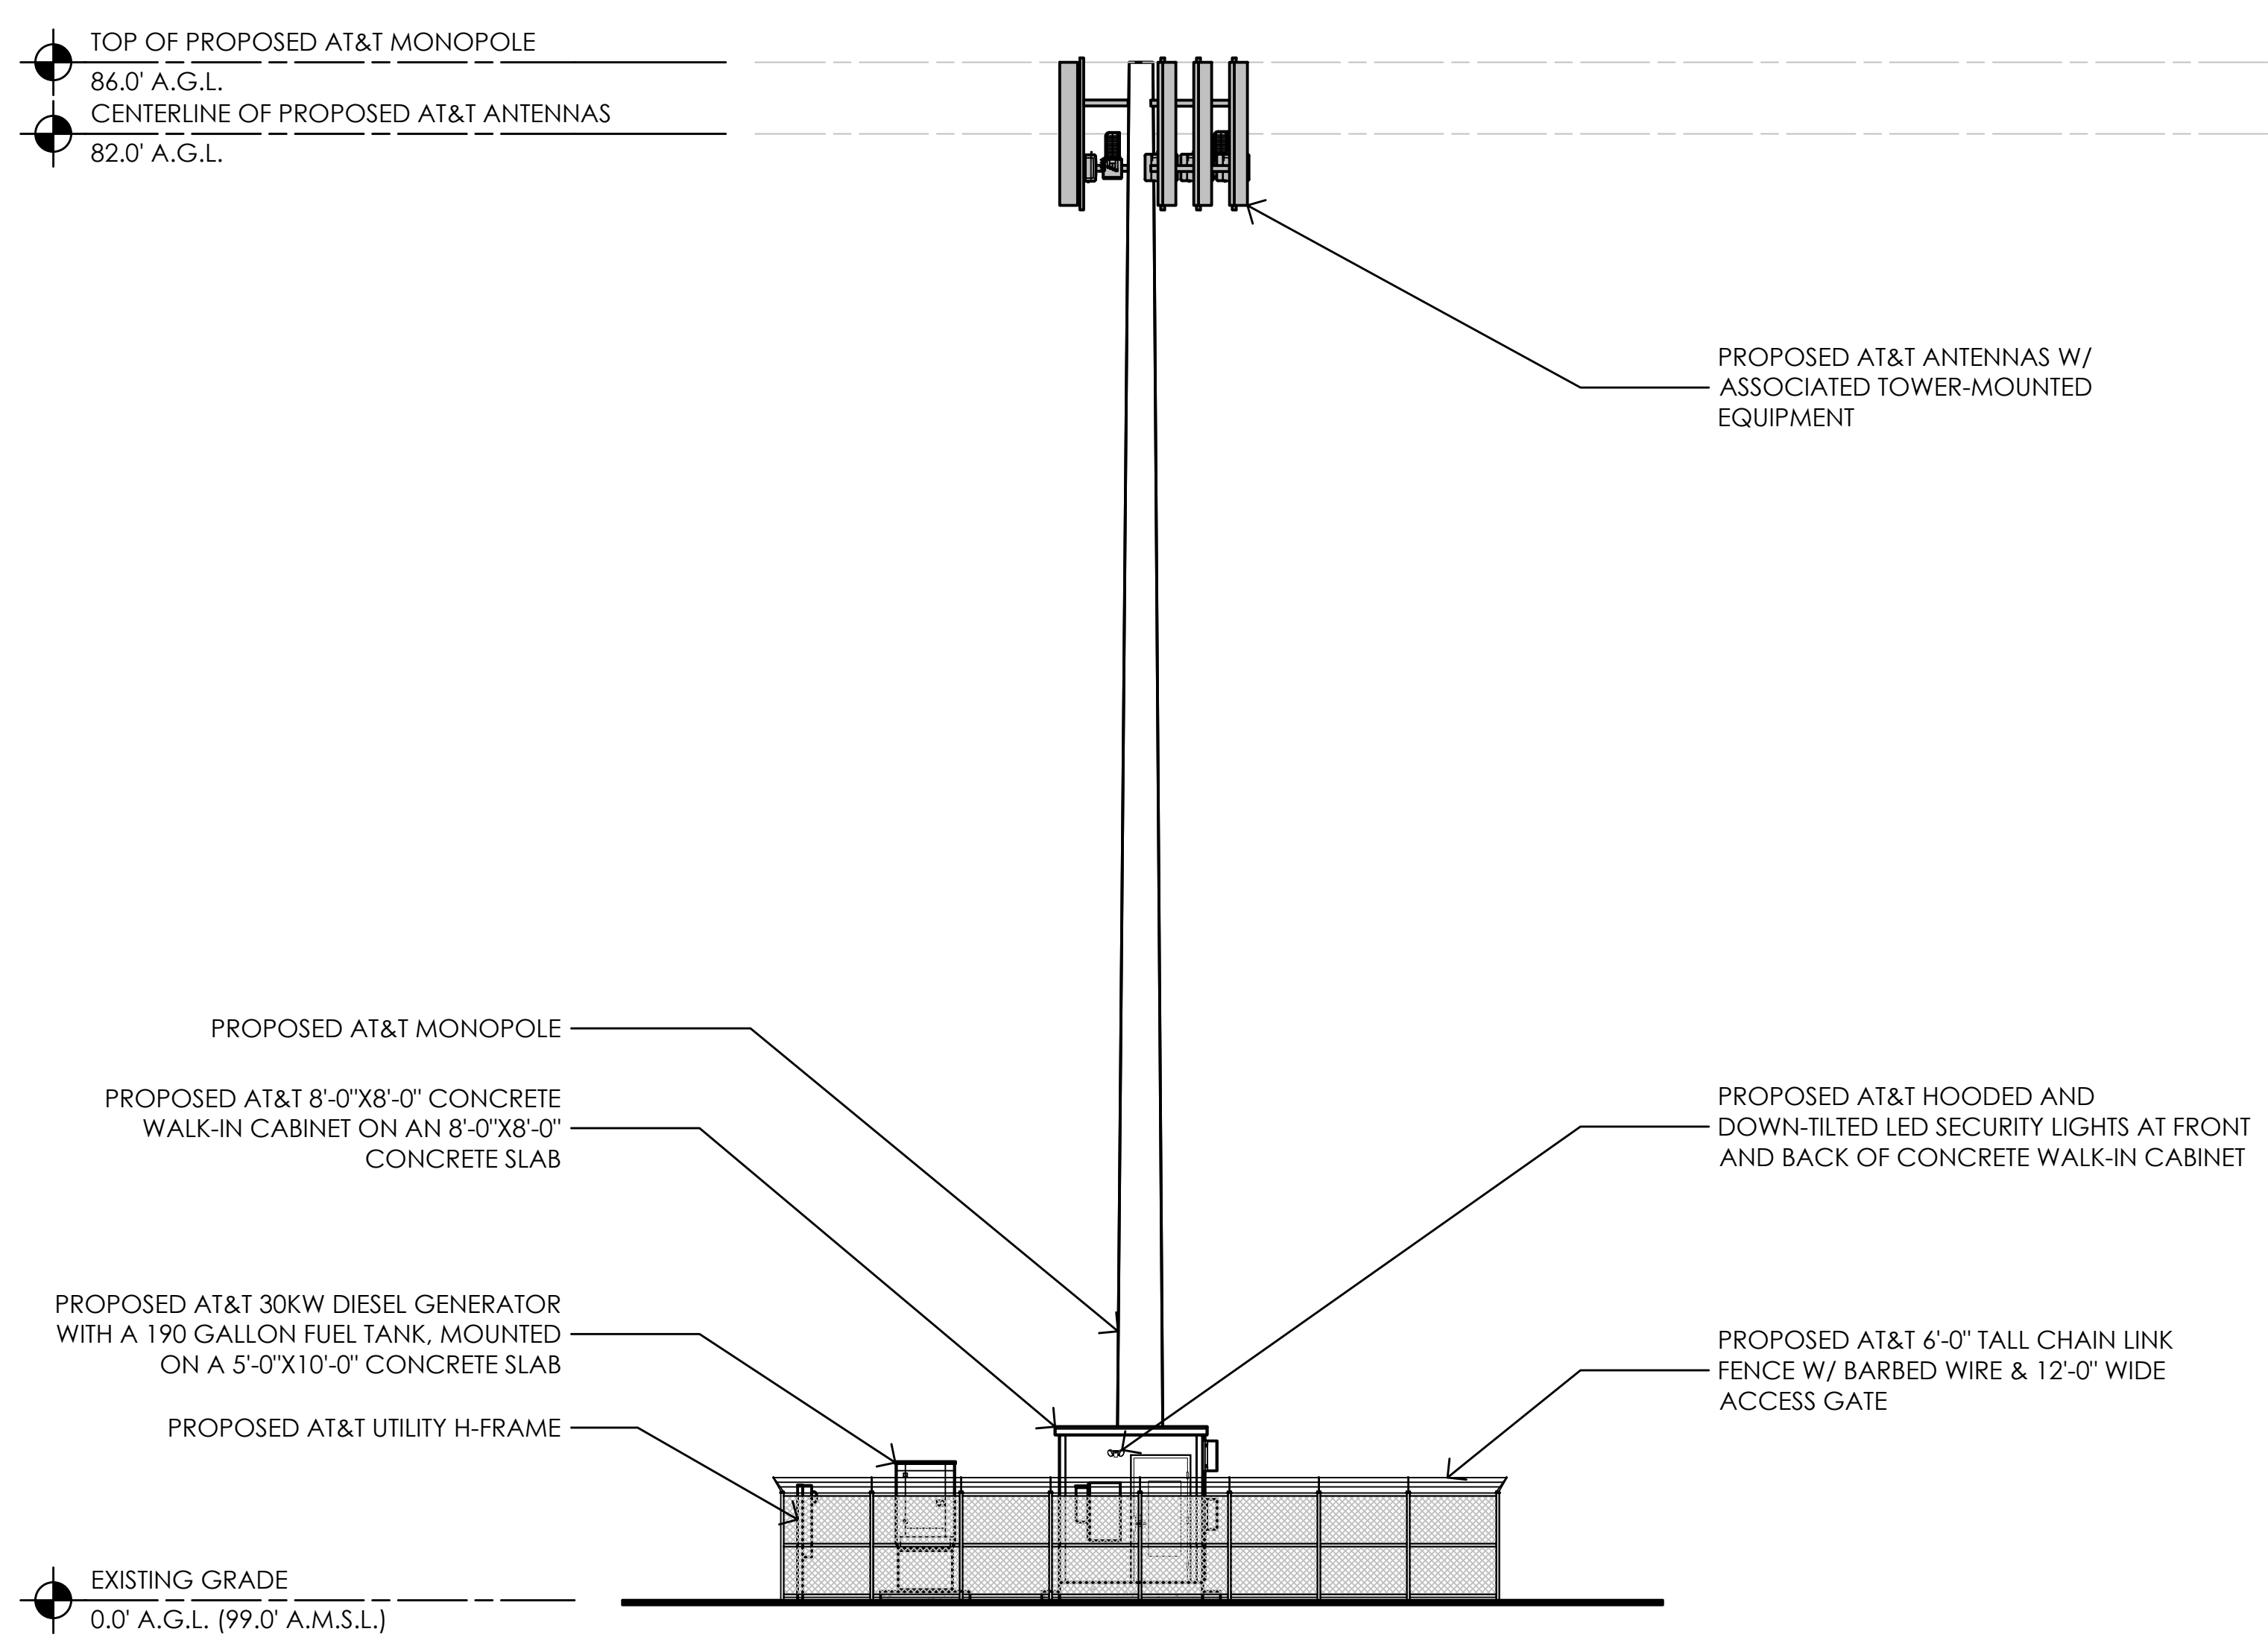 TOP OF PROPOSED AT&T MONOPOLE
86.0' A.G.L.
CENTERLINE OF PROPOSED AT&T ANTENNAS
82.0' A.G.L.
PROPOSED AT&T ANTENNAS W/
ASSOCIATED TOWER-MOUNTED
EQUIPMENT
PROPOSED AT&T MONOPOLE
PROPOSED AT&T 8'-0"X8'-0" CONCRETE
WALK-IN CABINET ON AN 8'-0"X8'-0"
CONCRETE SLAB
PROPOSED AT&T HOODED AND
DOWN-TILTED LED SECURITY LIGHTS AT FRONT
AND BACK OF CONCRETE WALK-IN CABINET
PROPOSED AT&T 30KW DIESEL GENERATOR
WITH A 190 GALLON FUEL TANK, MOUNTED
ON A 5'-0"X10'-0" CONCRETE SLAB
PROPOSED AT&T 6'-0" TALL CHAIN LINK
FENCE W/ BARBED WIRE & 12'-0" WIDE
ACCESS GATE
PROPOSED AT&T UTILITY H-FRAME
EXISTING GRADE
0.0' A.G.L. (99.0' A.M.S.L.)